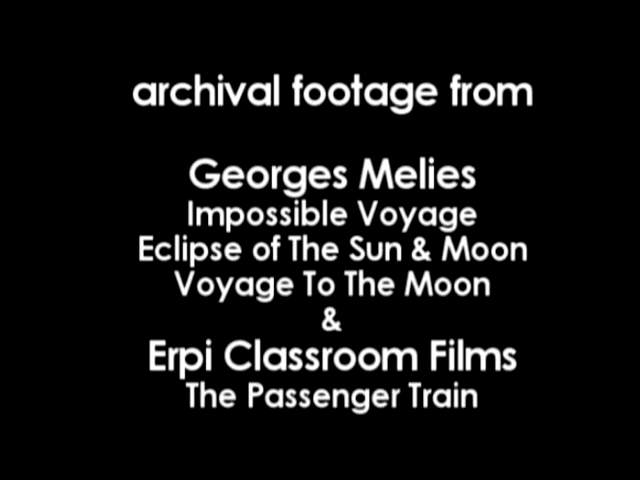 archival footage from
Georges Melies
Impossible Voyage
Eclipse of The Sun & Moon
Voyage To The Moon
&
Erpi Classroom Films
The Passenger Train